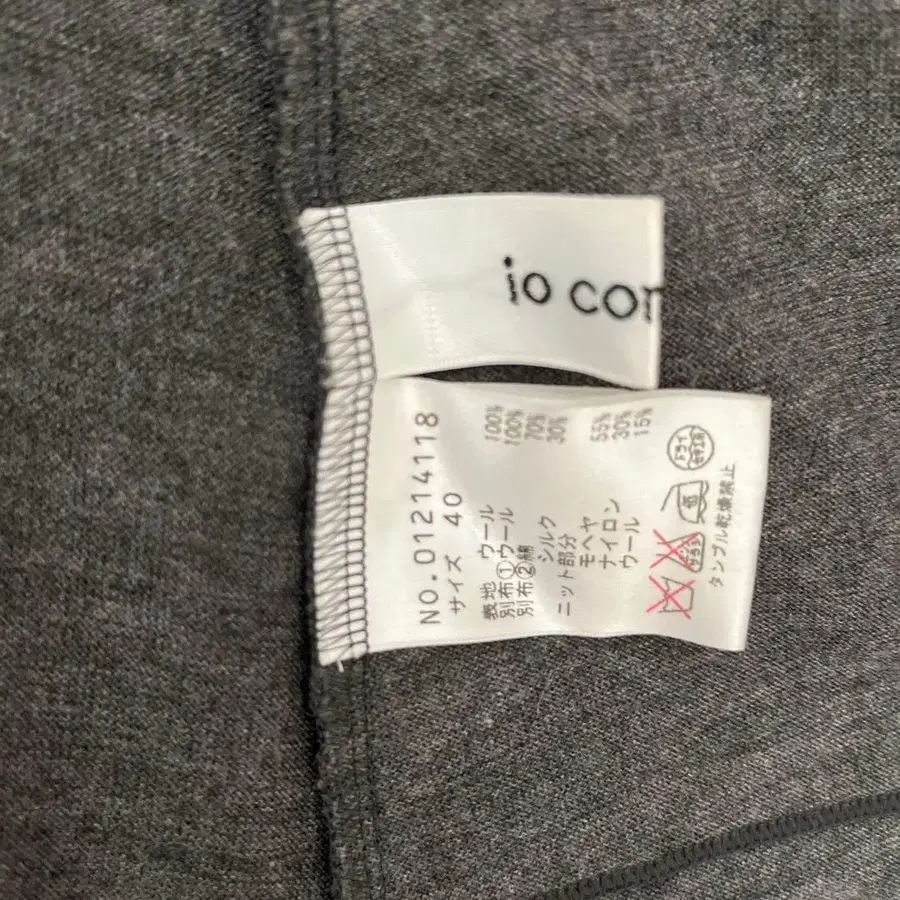 io con
NO.01214118
サイズ 40
表地 ウール 100%
別布①ウール 100%
別布②綿 70%
シルク 30%
ニット部分
モヘヤ 55%
ナイロン 30%
ウール 15%
ドライ
タンブル乾燥禁止